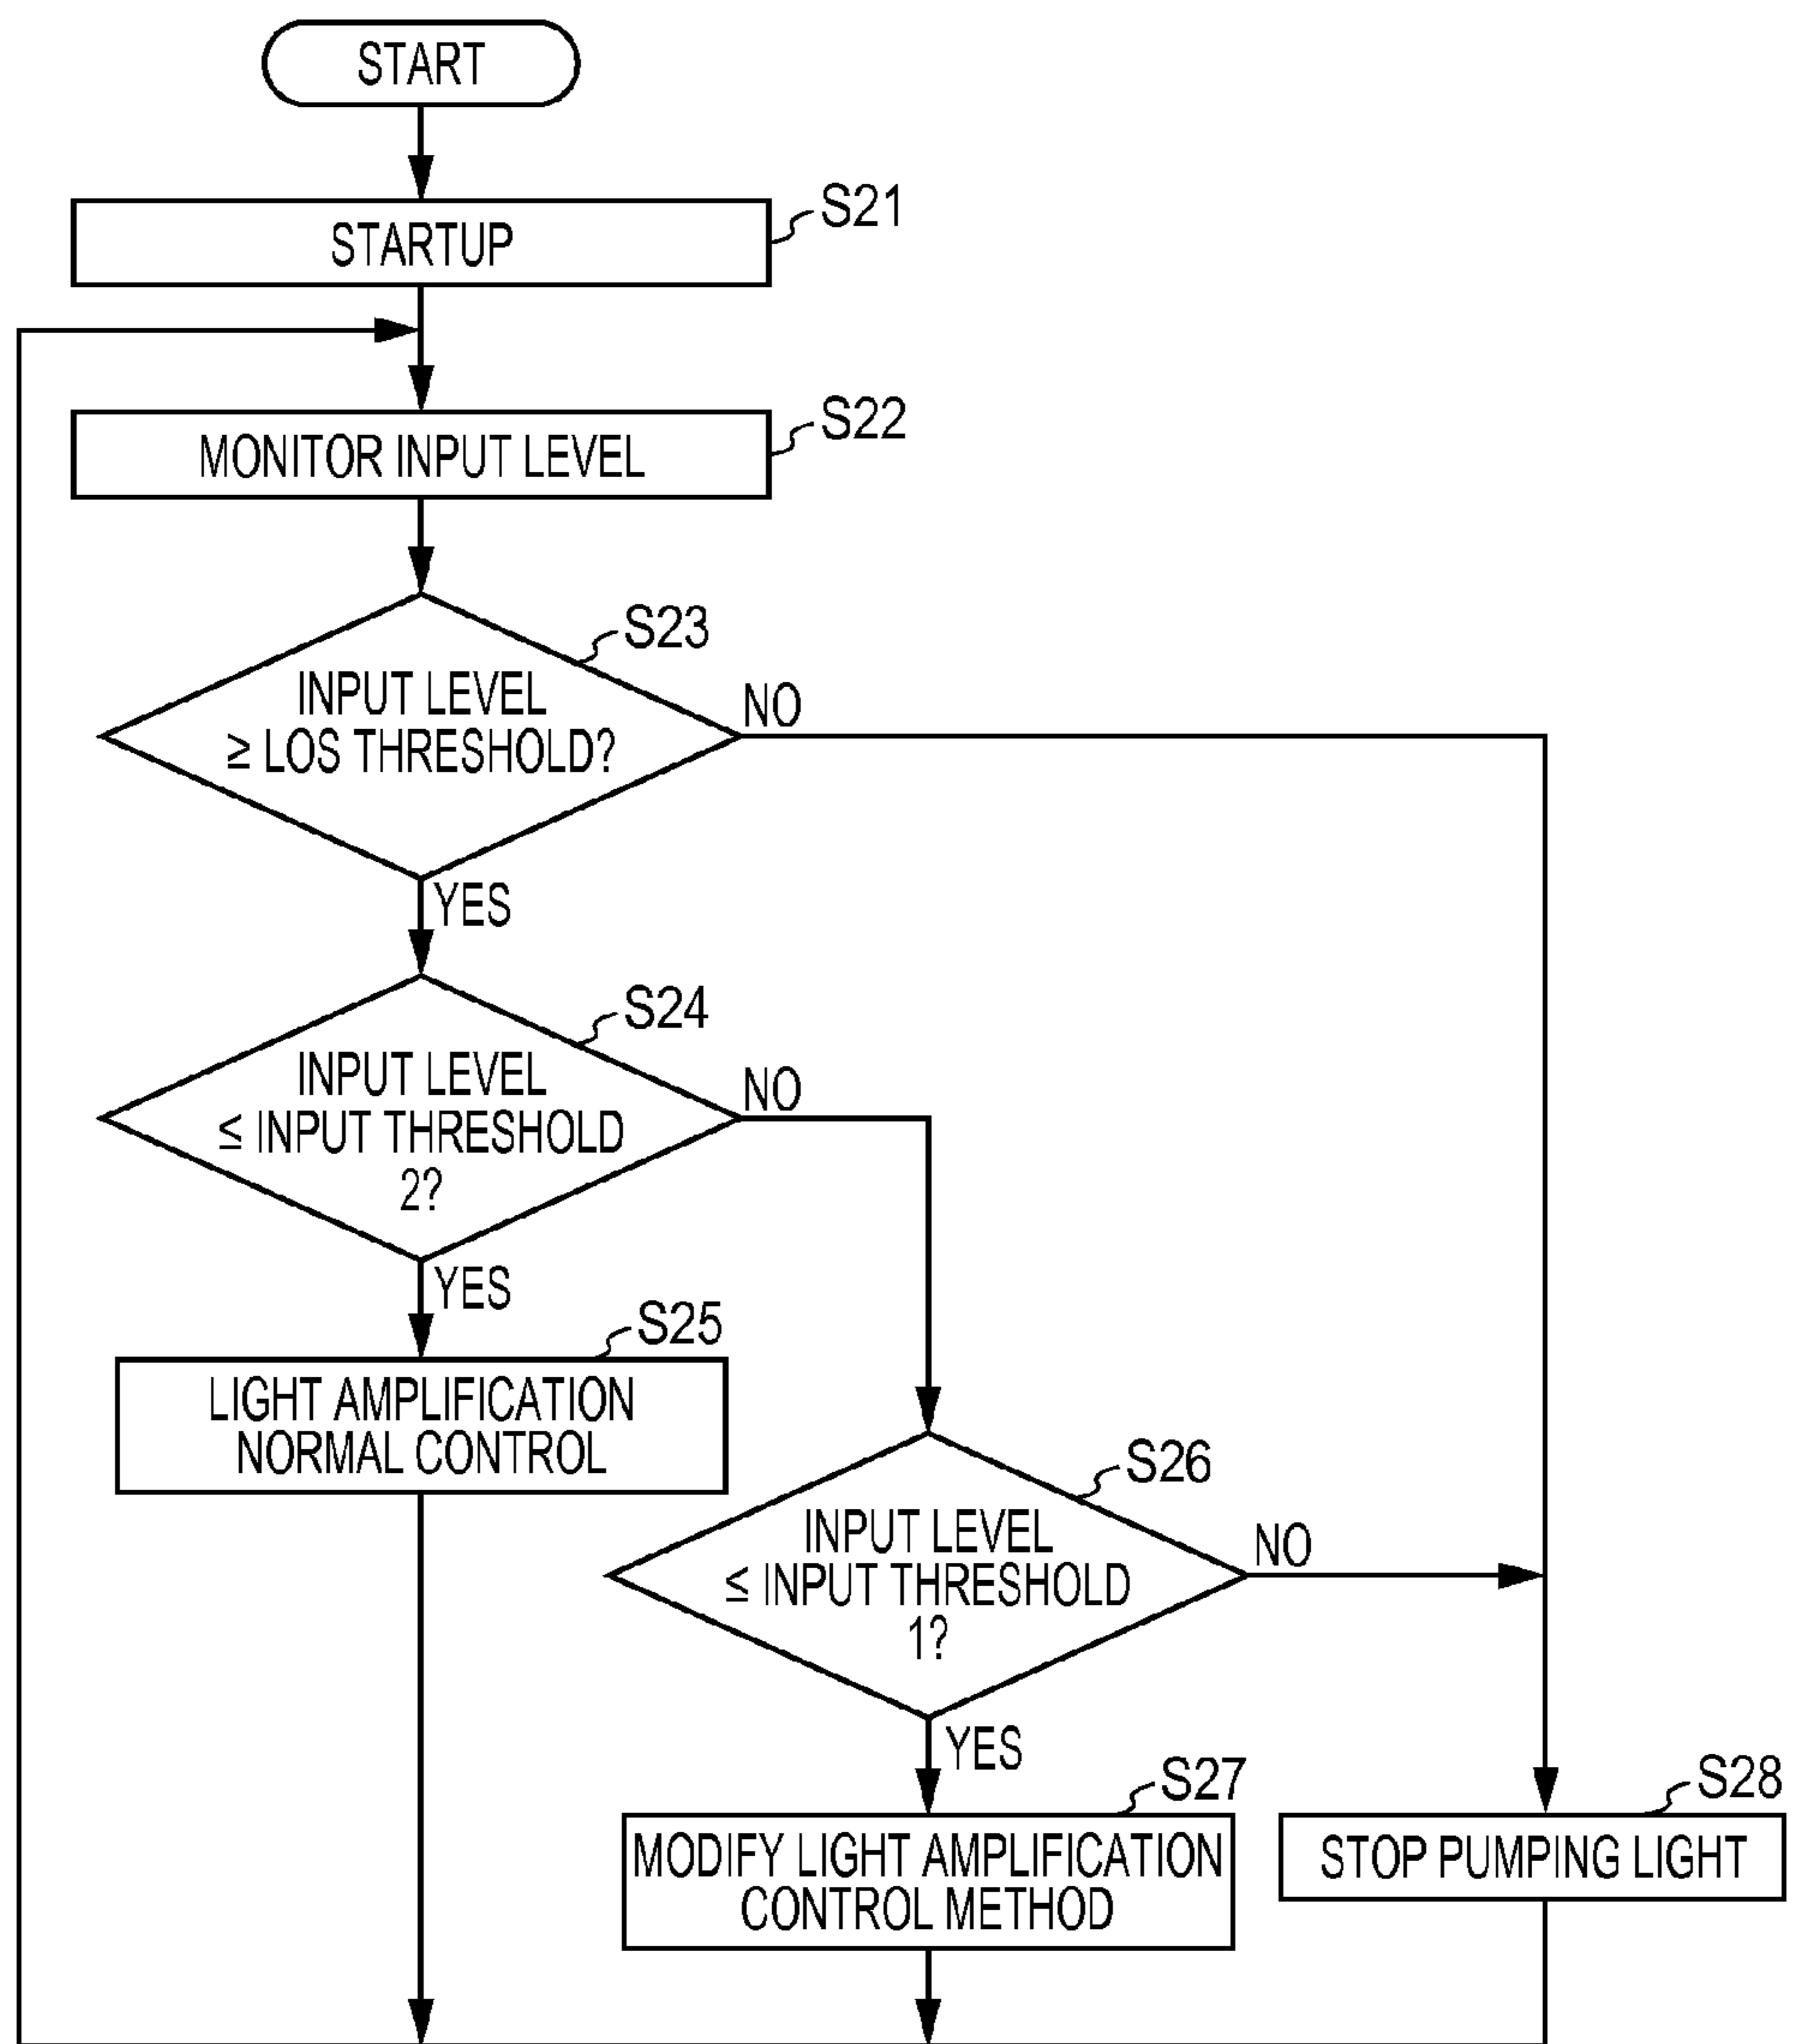 START
S21
STARTUP
S22
MONITOR INPUT LEVEL
S23
INPUT LEVEL
≥ LOS THRESHOLD?
NO
YES
S24
INPUT LEVEL
≤ INPUT THRESHOLD
2?
NO
YES
S25
LIGHT AMPLIFICATION
NORMAL CONTROL
S26
INPUT LEVEL
≤ INPUT THRESHOLD
1?
NO
YES
S27
MODIFY LIGHT AMPLIFICATION
CONTROL METHOD
S28
STOP PUMPING LIGHT